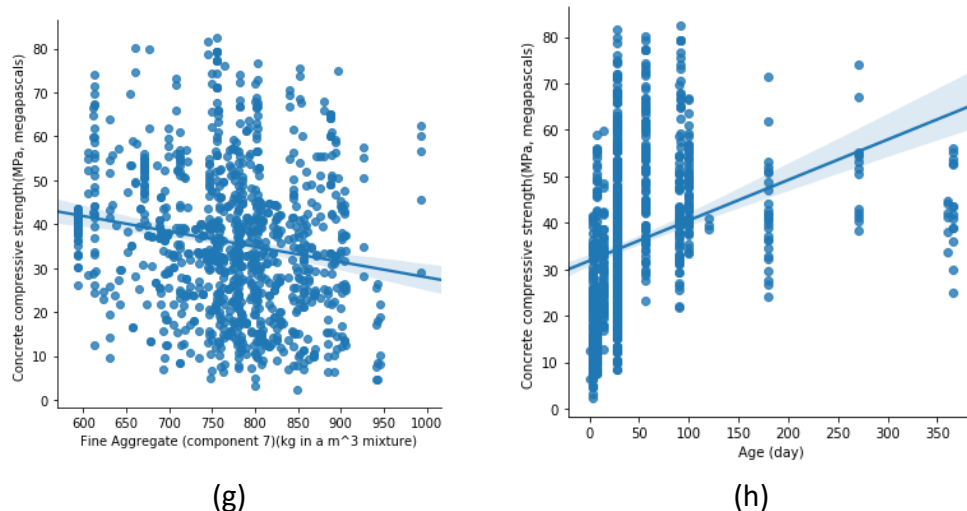 Concrete compressive strength(MPa, megapascals)
80
70
60
50
40
30
20
10
0
600 650 700 750 800 850 900 950 1000
Fine Aggregate (component 7)(kg in a m^3 mixture)
(g)
Concrete compressive strength(MPa, megapascals)
80
70
60
50
40
30
20
10
0
0 50 100 150 200 250 300 350
Age (day)
(h)